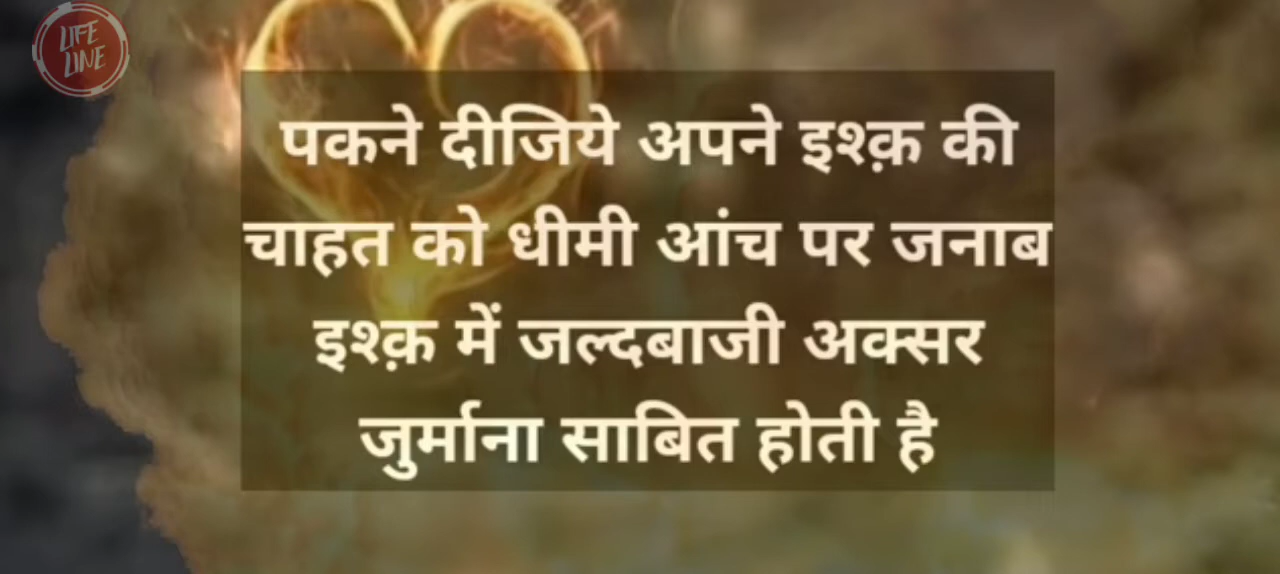 LIFE
LINE
पकने दीजिये अपने इश्क़ की
चाहत को धीमी आंच पर जनाब
इश्क़ में जल्दबाजी अक्सर
जुर्माना साबित होती है